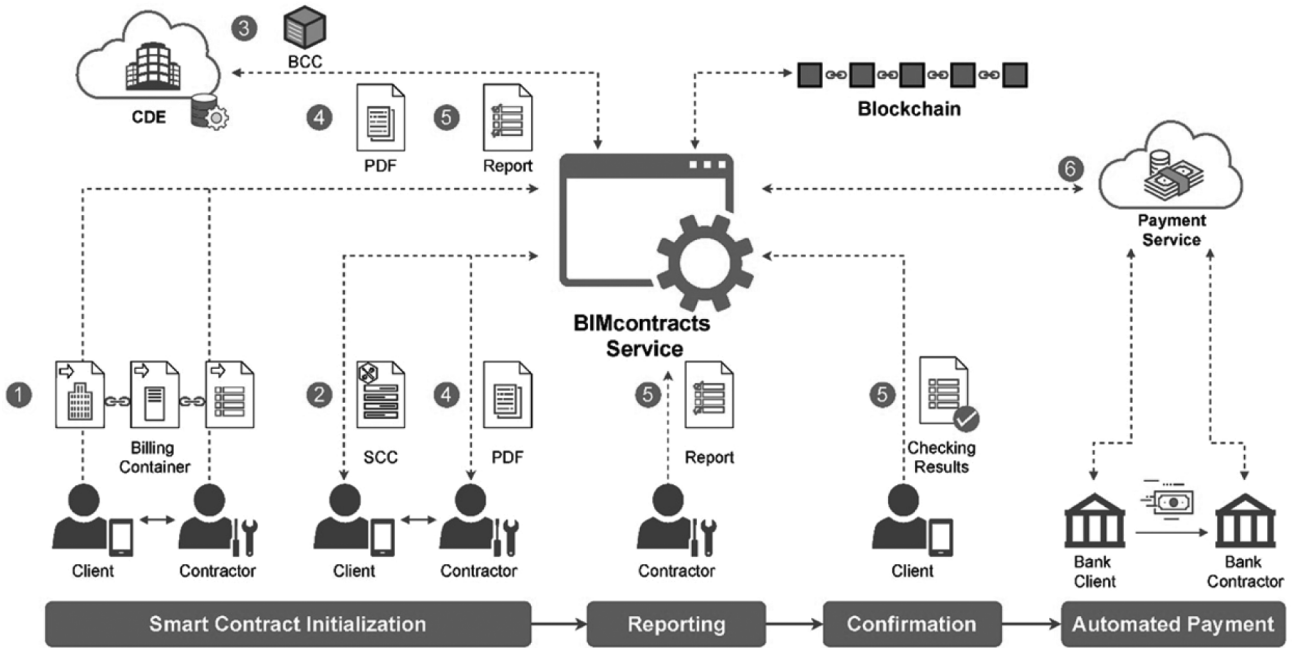 3
BCC
CDE
4
PDF
5
Report
Blockchain
6
Payment
Service
BIMcontracts
Service
1
Billing
Container
2
SCC
4
PDF
5
Report
5
Checking
Results
Client
Contractor
Client
Contractor
Contractor
Client
Bank
Client
Bank
Contractor
Smart Contract Initialization
Reporting
Confirmation
Automated Payment